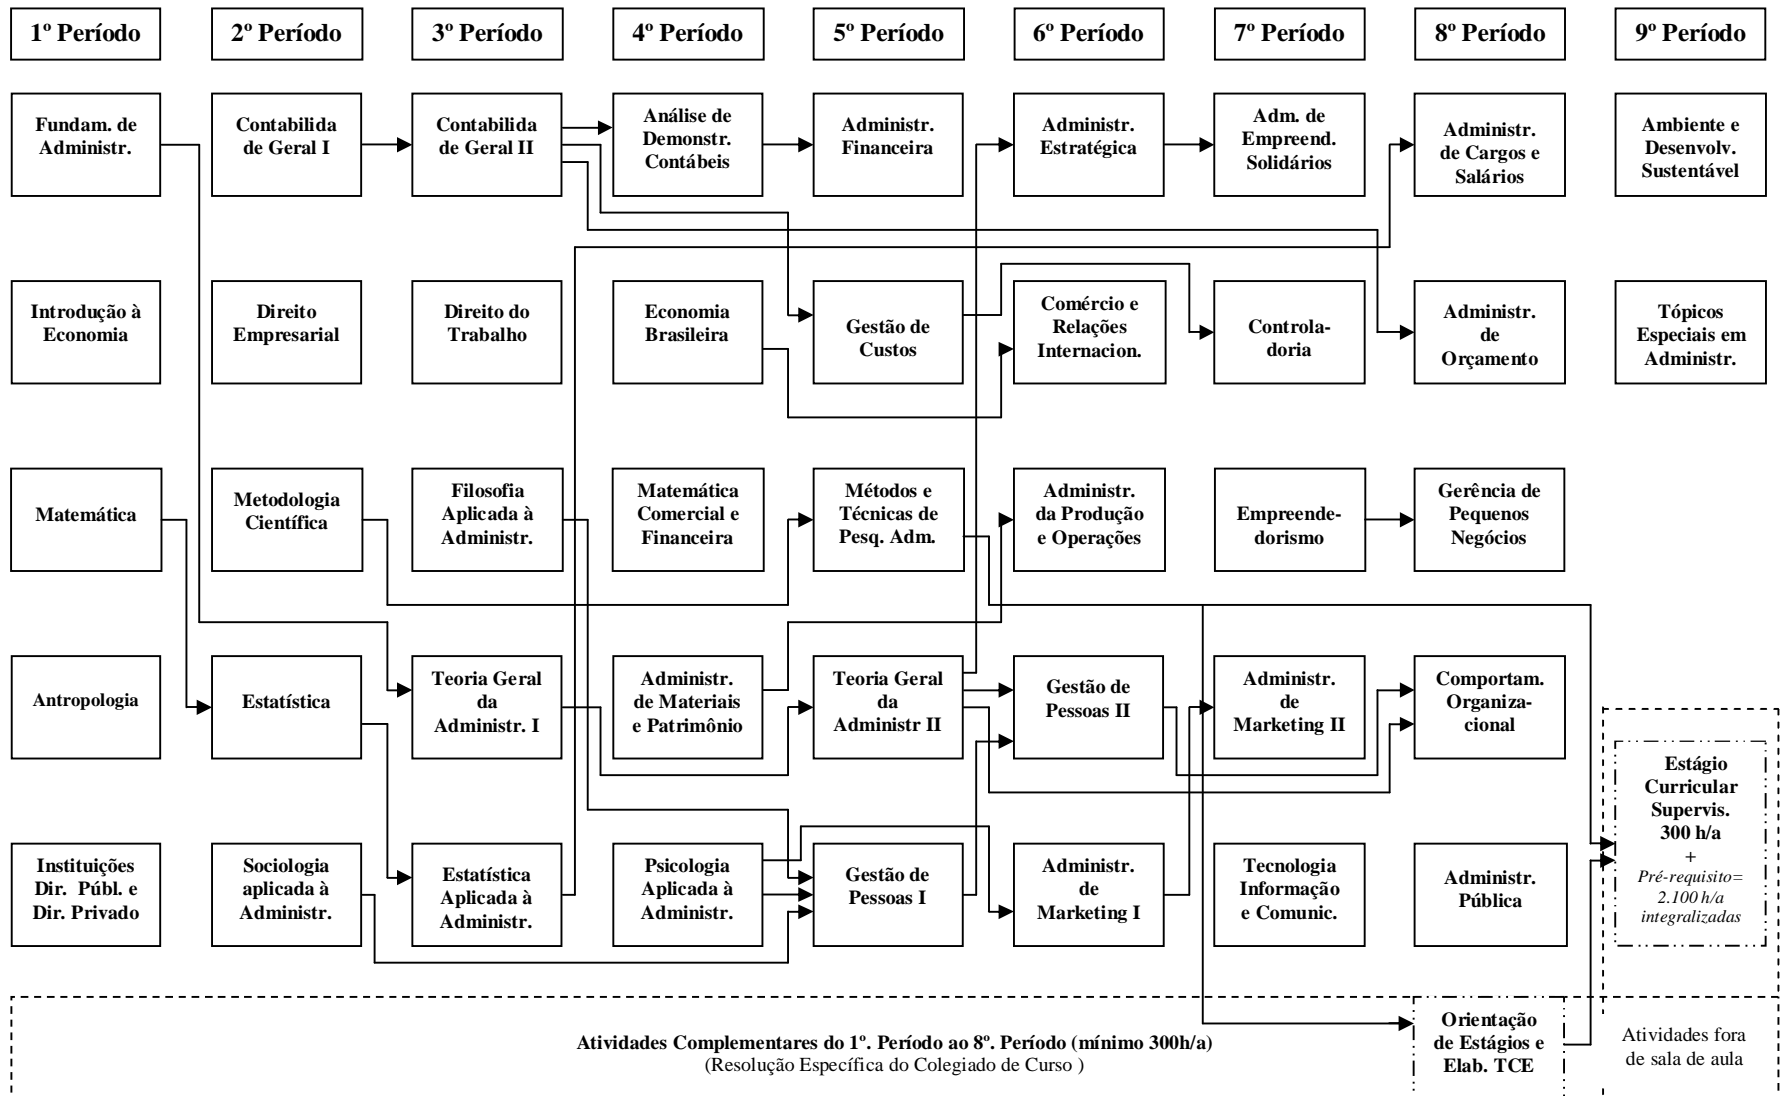 1º Período
2º Período
3º Período
4º Período
5º Período
6º Período
7º Período
8º Período
9º Período
Fundam. de
Administr.
Contabilida
de Geral I
Contabilida
de Geral II
Análise de
Demonstr.
Contábeis
Administr.
Financeira
Administr.
Estratégica
Adm. de
Empreend.
Solidários
Administr.
de Cargos e
Salários
Ambiente e
Desenvolv.
Sustentável
Introdução à
Economia
Direito
Empresarial
Direito do
Trabalho
Economia
Brasileira
Gestão de
Custos
Comércio e
Relações
Internacion.
Controla-
doria
Administr.
de
Orçamento
Tópicos
Especiais em
Administr.
Matemática
Metodologia
Científica
Filosofia
Aplicada à
Administr.
Matemática
Comercial e
Financeira
Métodos e
Técnicas de
Pesq. Adm.
Administr.
da Produção
e Operações
Empreende-
dorismo
Gerência de
Pequenos
Negócios
Antropologia
Estatística
Teoria Geral
da
Administr. I
Administr.
de Materiais
e Patrimônio
Teoria Geral
da
Administr II
Gestão de
Pessoas II
Administr.
de
Marketing II
Comportam.
Organiza-
cional
Estágio
Curricular
Supervis.
300 h/a
+
Pré-requisito=
2.100 h/a
integralizadas
Instituições
Dir. Públ. e
Dir. Privado
Sociologia
aplicada à
Administr.
Estatística
Aplicada à
Administr.
Psicologia
Aplicada à
Administr.
Gestão de
Pessoas I
Administr.
de
Marketing I
Tecnologia
Informação
e Comunic.
Administr.
Pública
Atividades Complementares do 1º. Período ao 8º. Período (mínimo 300h/a)
(Resolução Específica do Colegiado de Curso )
Orientação
de Estágios e
Elab. TCE
Atividades fora
de sala de aula